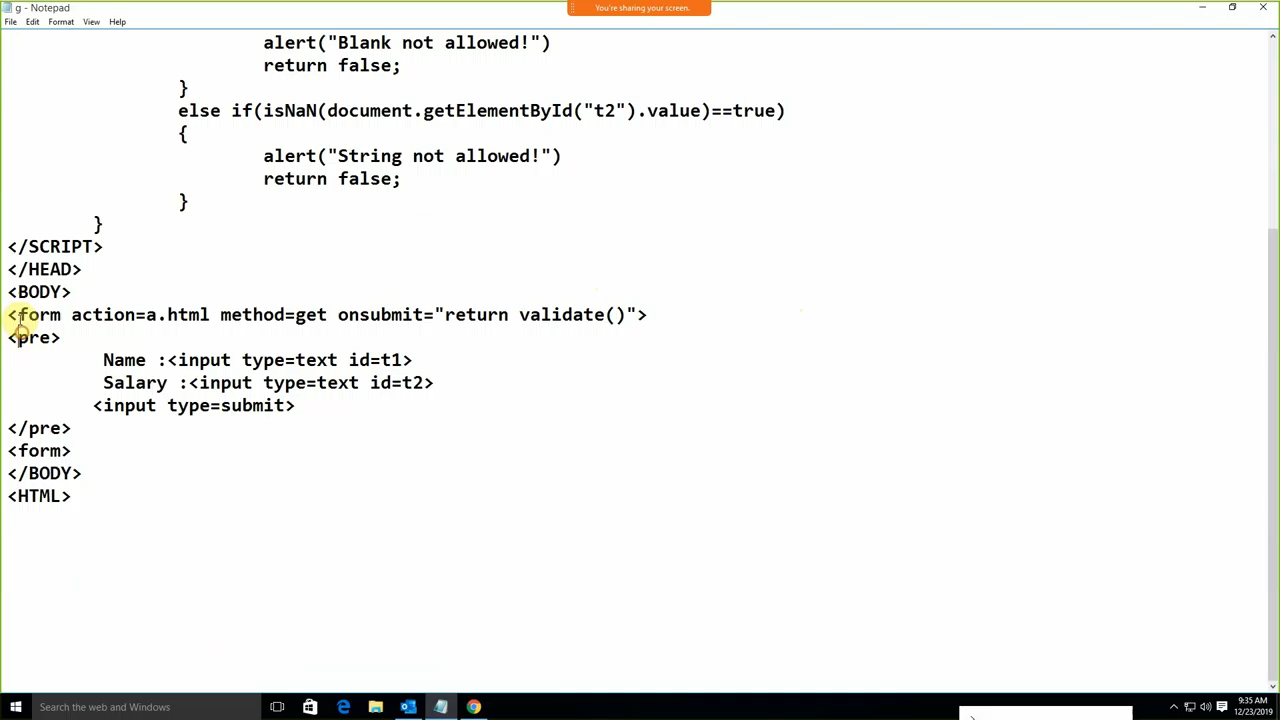 g - Notepad
You're sharing your screen.
File Edit Format View Help
alert("Blank not allowed!")
return false;
}
else if(isNaN(document.getElementById("t2").value)==true)
{
alert("String not allowed!")
return false;
}
}
</SCRIPT>
</HEAD>
<BODY>
<form action=a.html method=get onsubmit="return validate()">
<pre>
Name :<input type=text id=t1>
Salary :<input type=text id=t2>
<input type=submit>
</pre>
<form>
</BODY>
<HTML>
Search the web and Windows
9:35 AM
12/23/2019